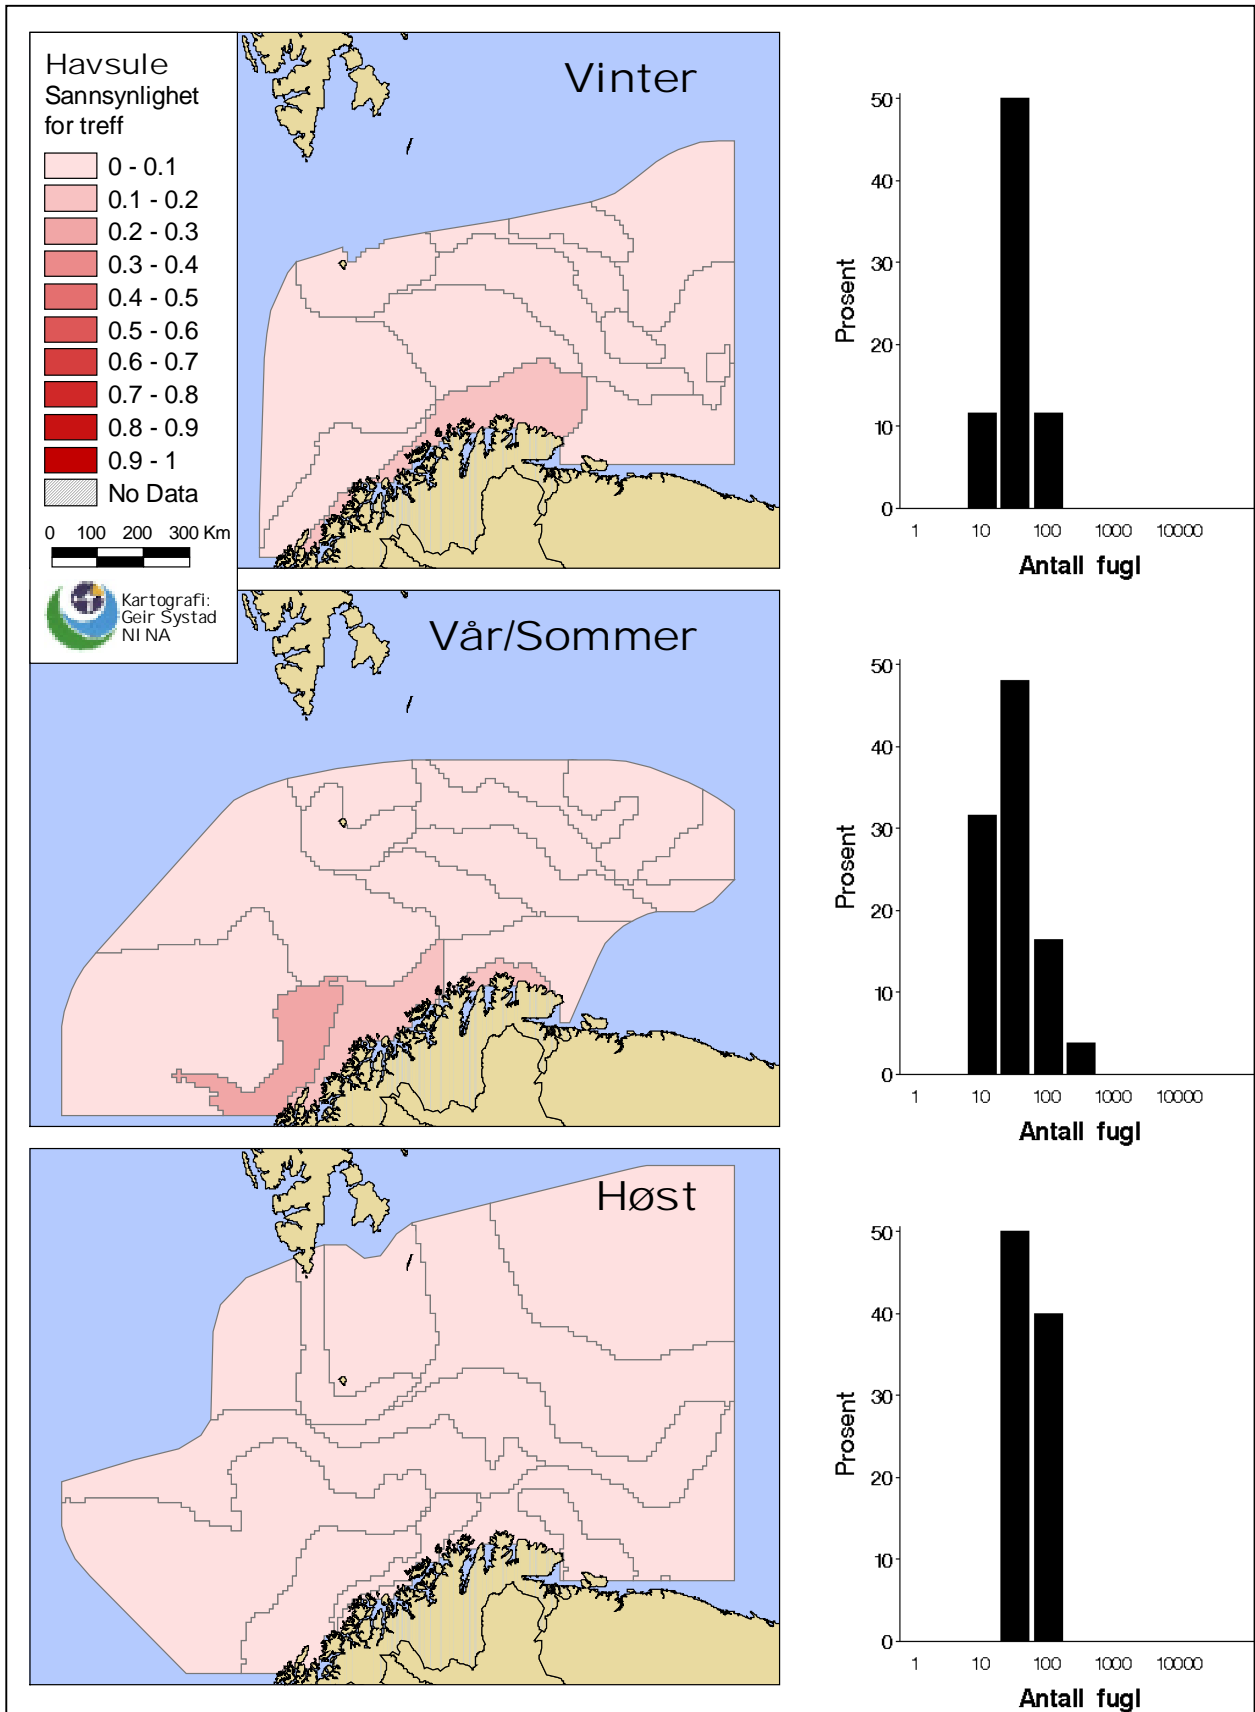 Havsule
Sannsynlighet
for treff
0 - 0.1
0.1 - 0.2
0.2 - 0.3
0.3 - 0.4
0.4 - 0.5
0.5 - 0.6
0.6 - 0.7
0.7 - 0.8
0.8 - 0.9
0.9 - 1
No Data
0 100 200 300 Km
Kartografi:
Geir Systad
NINA
Vinter
50
40
30
20
10
0
Prosent
1 10 100 1000 10000
Antall fugl
Vår/Sommer
50
40
30
20
10
0
Prosent
1 10 100 1000 10000
Antall fugl
Høst
50
40
30
20
10
0
Prosent
1 10 100 1000 10000
Antall fugl